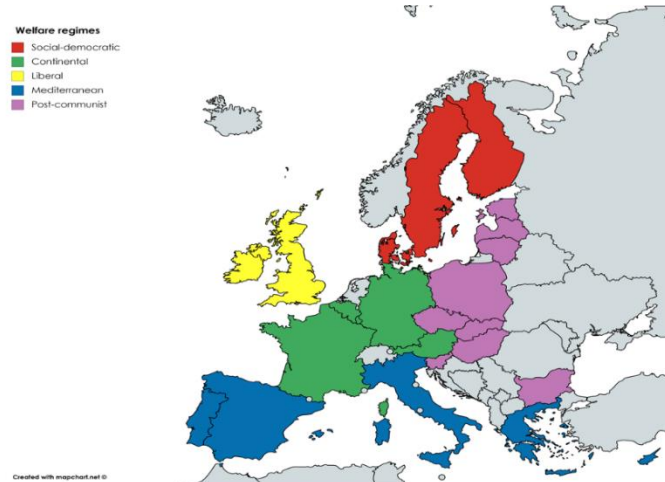 Welfare regimes
Social-democratic
Continental
Liberal
Mediterranean
Post-communist
Created with mapchart.net ©